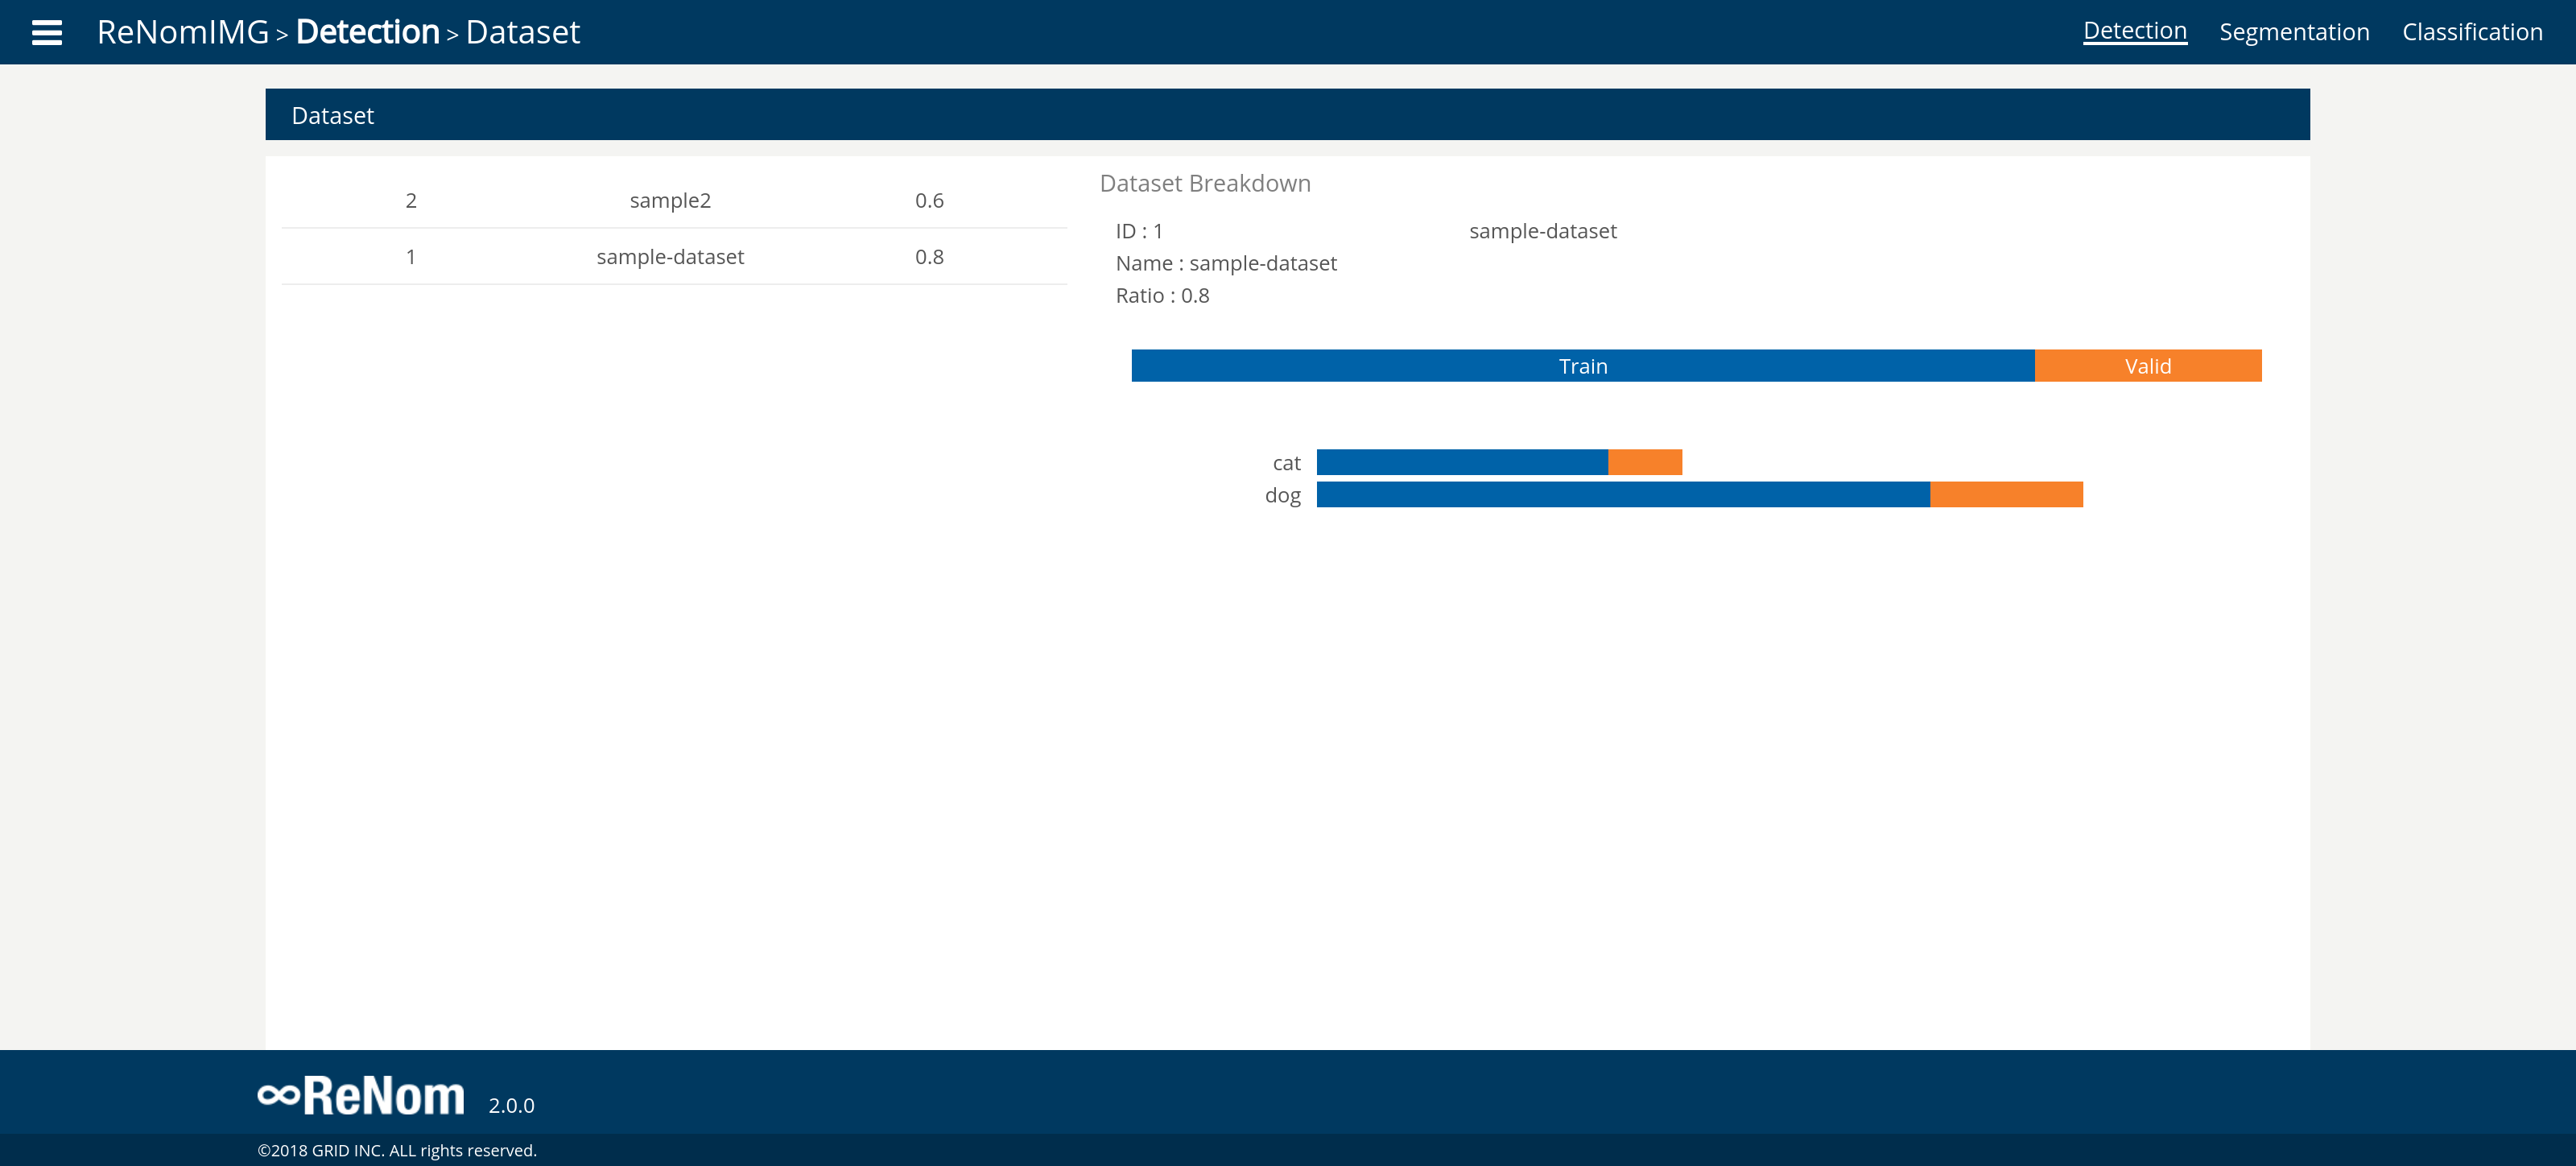 ReNomIMG > Detection > Dataset
Detection Segmentation Classification
Dataset
2 sample2 0.6
1 sample-dataset 0.8
Dataset Breakdown
ID : 1 sample-dataset
Name : sample-dataset
Ratio : 0.8
Train Valid
cat
dog
ReNom 2.0.0
©2018 GRID INC. ALL rights reserved.